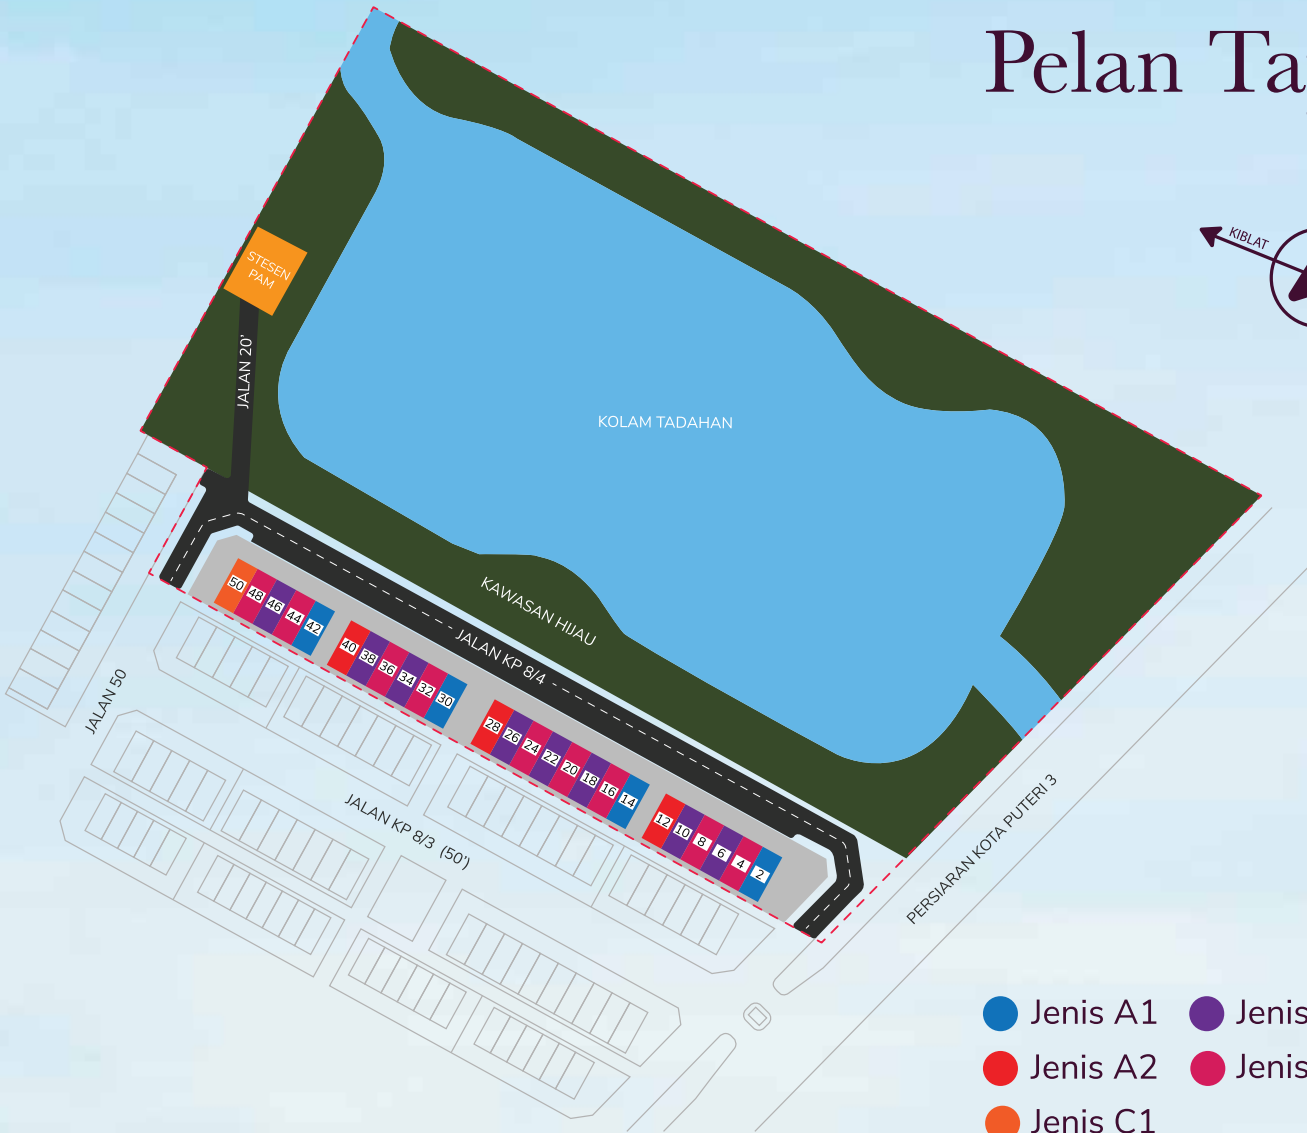 Pelan Ta
KIBLAT
STESEN
PAM
JALAN 20'
KOLAM TADAHAN
KAWASAN HIJAU
JALAN KP 8/4
50
48
46
44
42
40
38
36
34
32
30
28
26
24
22
20
18
16
14
12
10
8
6
4
2
JALAN 50
JALAN KP 8/3 (50')
PERSIARAN KOTA PUTERI 3
Jenis A1
Jenis
Jenis A2
Jenis
Jenis C1